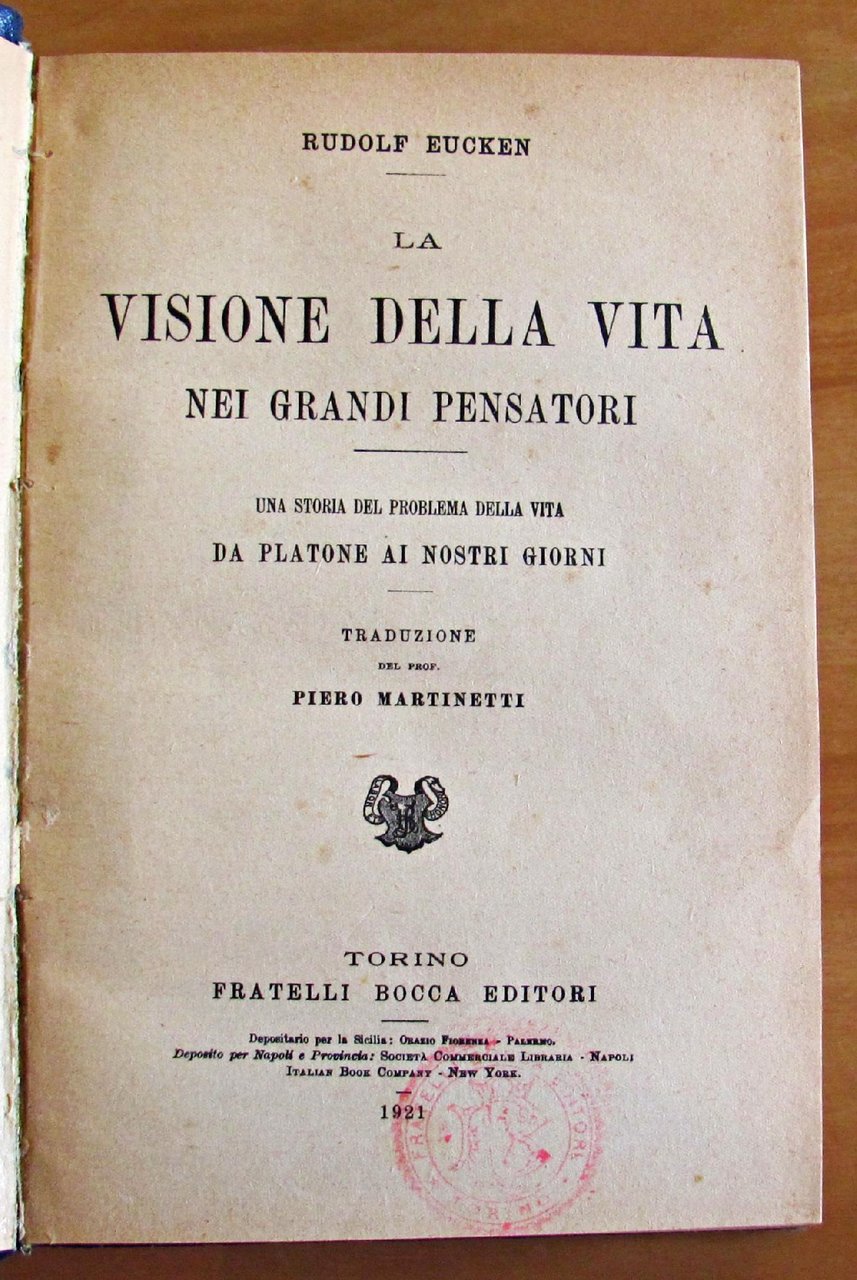 RUDOLF EUCKEN
LA
VISIONE DELLA VITA
NEI GRANDI PENSATORI
UNA STORIA DEL PROBLEMA DELLA VITA
DA PLATONE AI NOSTRI GIORNI
TRADUZIONE
DEL PROF.
PIERO MARTINETTI
TORINO
FRATELLI BOCCA EDITORI
Depositario per la Sicilia: ORAZIO FIORENZA - PALERMO.
Deposito per Napoli e Provincia: SOCIETÀ COMMERCIALE LIBRARIA - NAPOLI
ITALIAN BOOK COMPANY - NEW YORK.
1921
TORINO